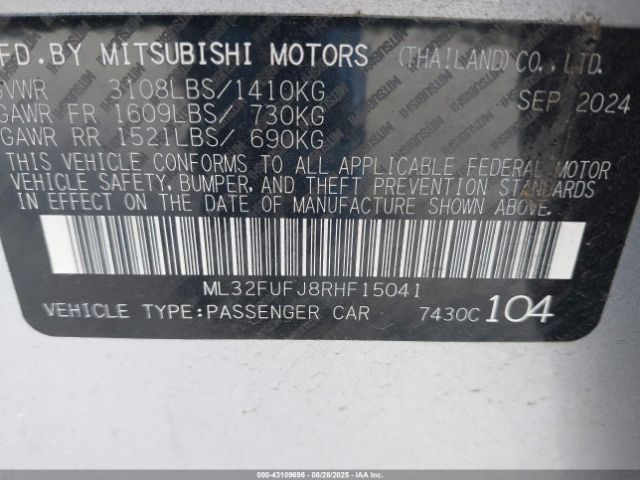 FD.BY MITSUBISHI MOTORS (THAILAND)CO.,LTD.
GVWR 3108LBS/1410KG SEP 2024
GAWR FR 1609LBS/ 730KG
GAWR RR 1521LBS/ 690KG
THIS VEHICLE CONFORMS TO ALL APPLICABLE FEDERAL MOTOR
VEHICLE SAFETY, BUMPER, AND THEFT PREVENTION STANDARDS
IN EFFECT ON THE DATE OF MANUFACTURE SHOWN ABOVE.
ML32FUFJ8RHF15041
VEHICLE TYPE:PASSENGER CAR 7430C 104
000-43109696 | 08/28/2025 | IAAI.COM